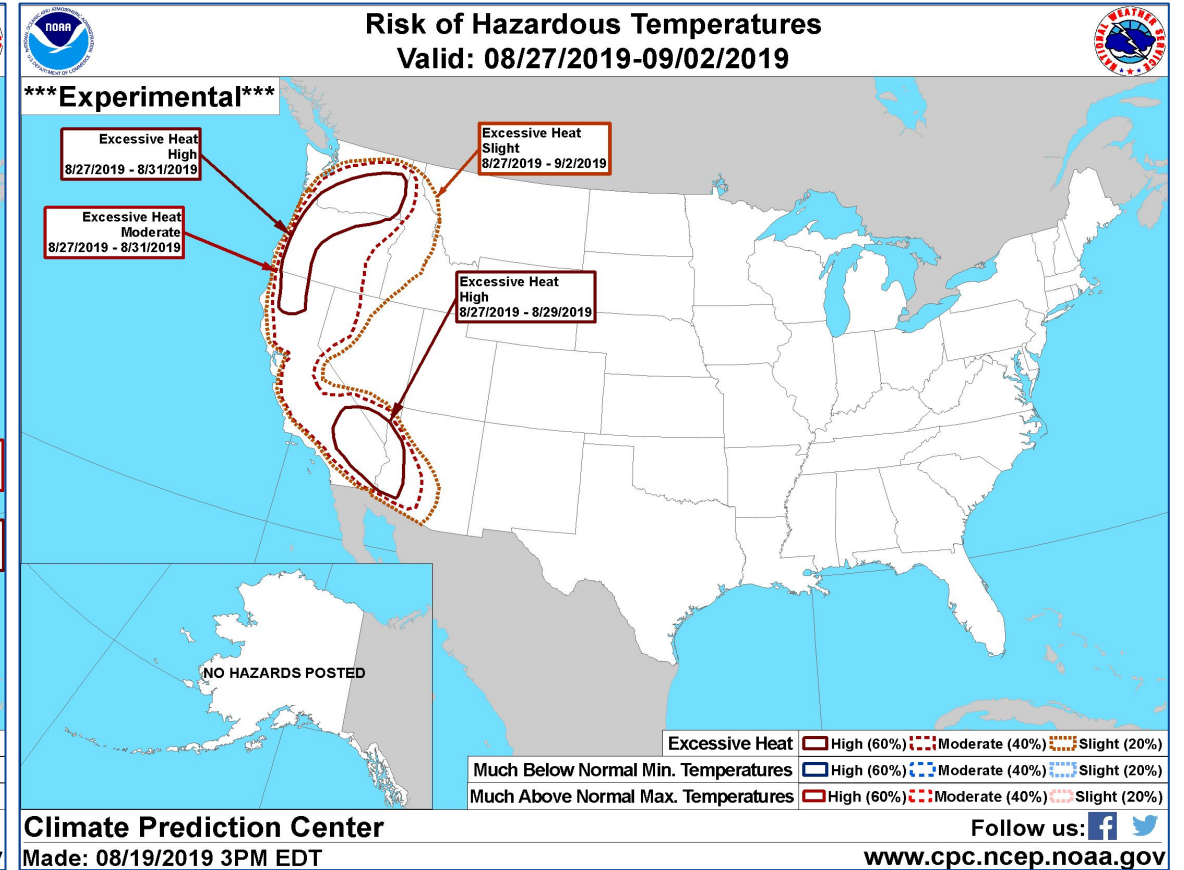 NOAA
Risk of Hazardous Temperatures
Valid: 08/27/2019-09/02/2019
NATIONAL WEATHER SERVICE
***Experimental***
Excessive Heat
High
8/27/2019 - 8/31/2019
Excessive Heat
Slight
8/27/2019 - 9/2/2019
Excessive Heat
Moderate
8/27/2019 - 8/31/2019
Excessive Heat
High
8/27/2019 - 8/29/2019
NO HAZARDS POSTED
Excessive Heat High (60%) Moderate (40%) Slight (20%)
Much Below Normal Min. Temperatures High (60%) Moderate (40%) Slight (20%)
Much Above Normal Max. Temperatures High (60%) Moderate (40%) Slight (20%)
Climate Prediction Center
Follow us:
Made: 08/19/2019 3PM EDT
www.cpc.ncep.noaa.gov